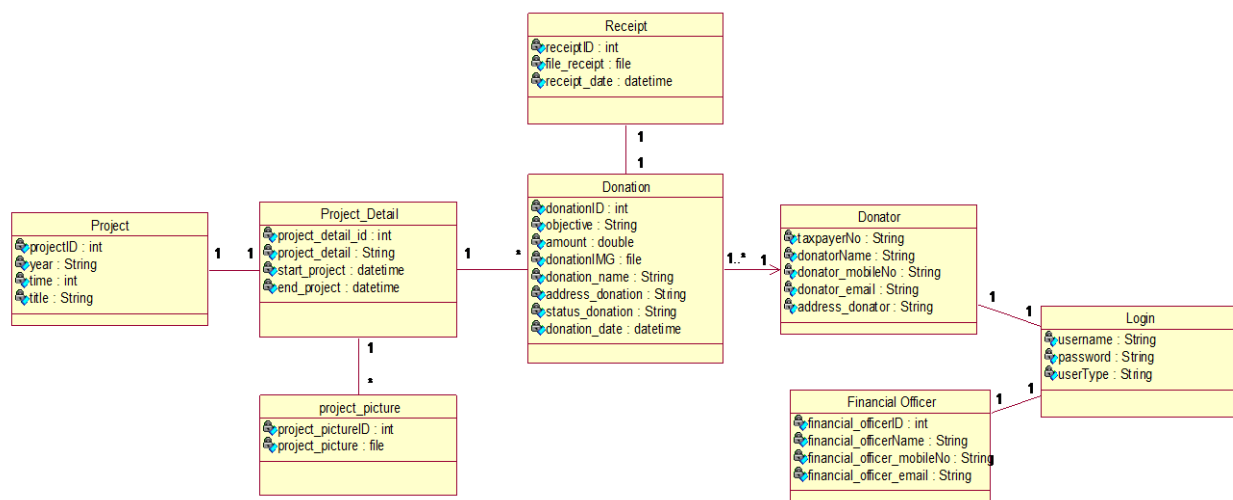 Receipt
receiptID : int
file_receipt : file
receipt_date : datetime
1
1
Project
projectID : int
year : String
time : int
title : String
1
1
Project_Detail
project_detail_id : int
project_detail : String
start_project : datetime
end_project : datetime
1
*
Donation
donationID : int
objective : String
amount : double
donationIMG : file
donation_name : String
address_donation : String
status_donation : String
donation_date : datetime
1..*
1
Donator
taxpayerNo : String
donatorName : String
donator_mobileNo : String
donator_email : String
address_donator : String
1
1
Login
username : String
password : String
userType : String
1
1
1
*
project_picture
project_pictureID : int
project_picture : file
Financial Officer
financial_officerID : int
financial_officerName : String
financial_officer_mobileNo : String
financial_officer_email : String